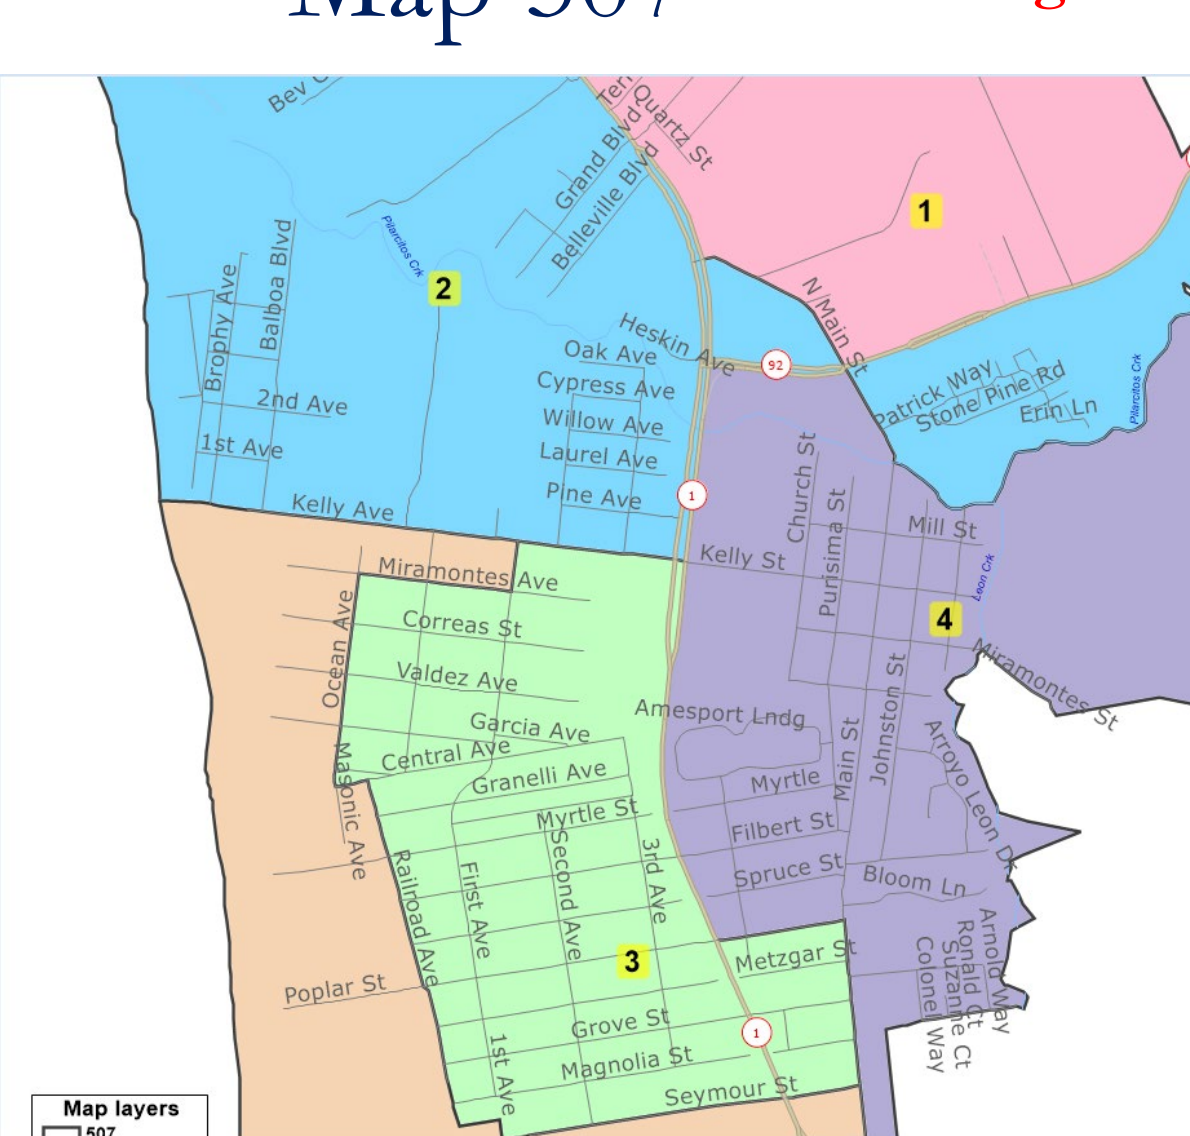 Map 507
g
Bev C
Ter
Quartz St
Grand Blvd
Belleville Blvd
1
Pilarcitos Crk
2
Balboa Blvd
Brophy Ave
N Main St
Heskin Ave
Oak Ave
92
Cypress Ave
Patrick Way
Stone Pine Rd
Erin Ln
Pilarcitos Crk
2nd Ave
Willow Ave
1st Ave
Laurel Ave
Pine Ave
1
Church St
Purisima St
Kelly Ave
Mill St
Kelly St
Leon Crk
Miramontes Ave
Ocean Ave
Correas St
4
Miramontes St
Valdez Ave
Johnston St
Amesport Lndg
Garcia Ave
Main St
Central Ave
Arroyo Leon Dr
Masonic Ave
Granelli Ave
Myrtle
Myrtle St
Filbert St
Second Ave
3rd Ave
Railroad Ave
First Ave
Spruce St
Bloom Ln
3
Metzgar St
Arnold Way
Ronald Ct
Suzanne Ct
Colonel Way
Poplar St
Grove St
1
1st Ave
Magnolia St
Seymour St
Map layers
507